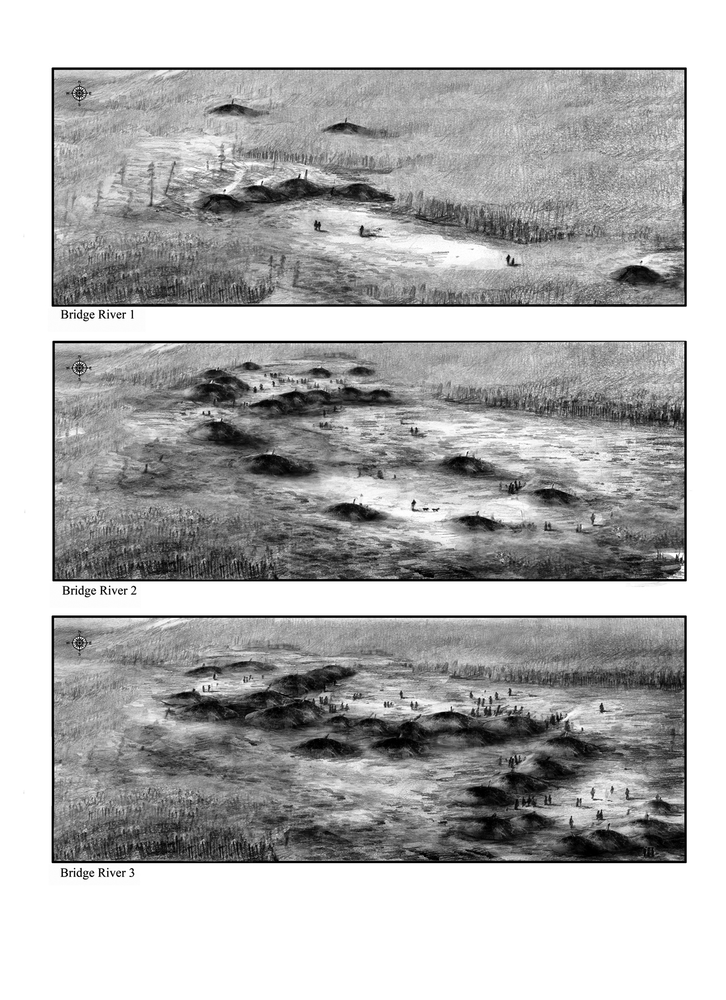 N
W E
S
Bridge River 1
N
W E
S
Bridge River 2
N
W E
S
Bridge River 3